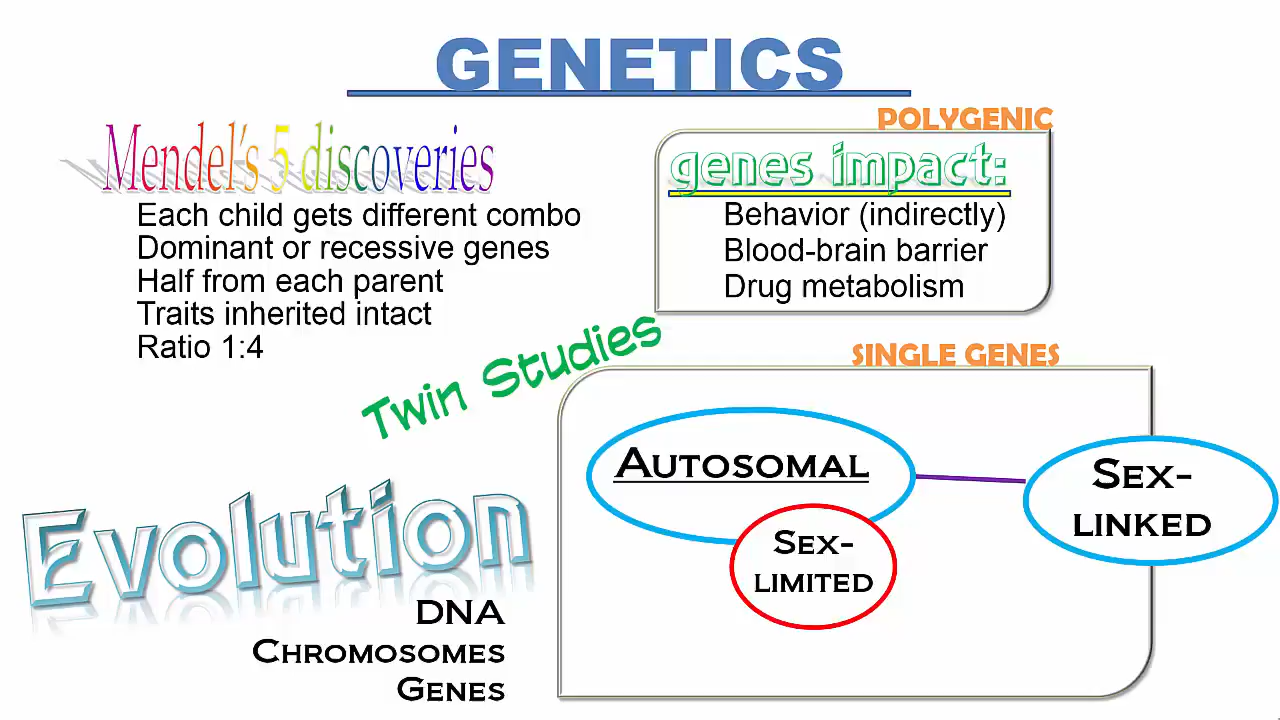 GENETICS
Mendel's 5 discoveries
Each child gets different combo
Dominant or recessive genes
Half from each parent
Traits inherited intact
Ratio 1:4
POLYGENIC
genes impact:
Behavior (indirectly)
Blood-brain barrier
Drug metabolism
Twin Studies
SINGLE GENES
AUTOSOMAL
SEX-
LIMITED
SEX-
LINKED
Evolution
DNA
CHROMOSOMES
GENES